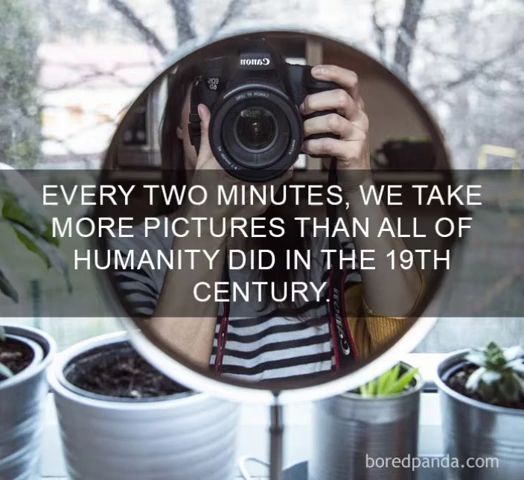 Canon
EVERY TWO MINUTES, WE TAKE
MORE PICTURES THAN ALL OF
HUMANITY DID IN THE 19TH
CENTURY.
boredpanda.com